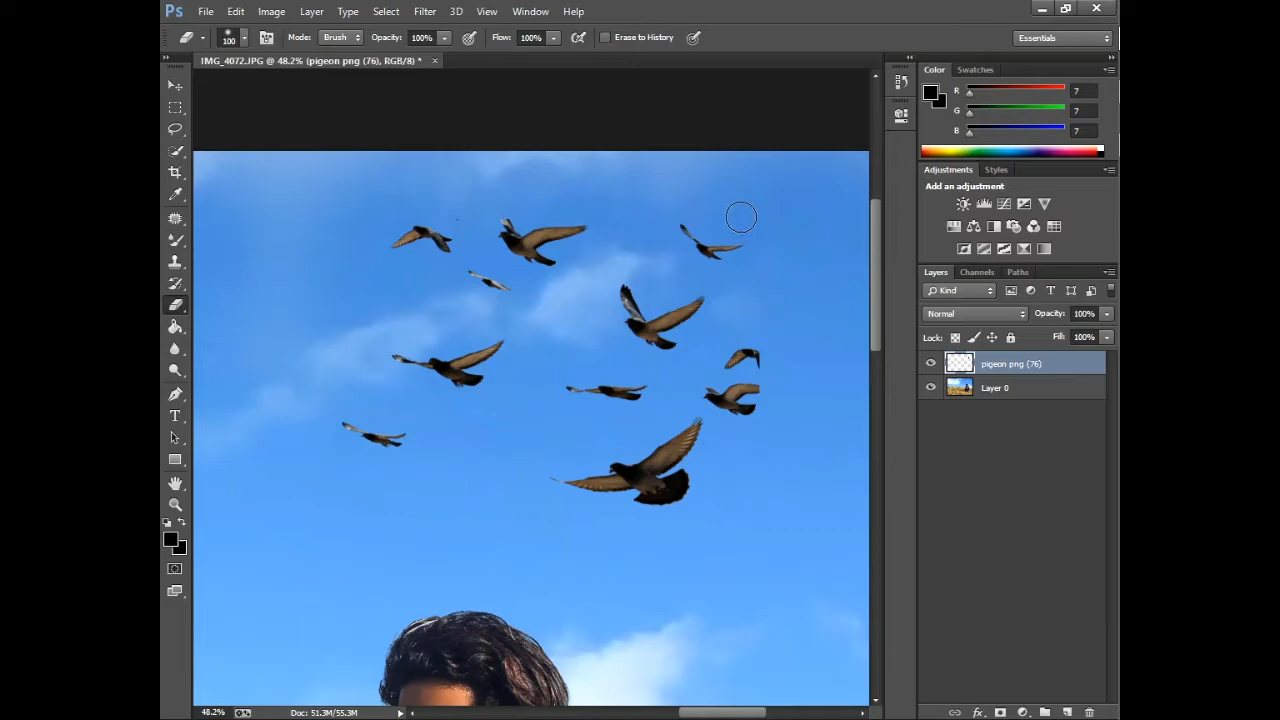 Ps File Edit Image Layer Type Select Filter 3D View Window Help
100 Mode: Brush Opacity: 100% Flow: 100% Erase to History Essentials
IMG_4072.JPG @ 48.2% (pigeon png (76), RGB/8) * ×
Color Swatches
R 7
G 7
B 7
Adjustments Styles
Add an adjustment
Layers Channels Paths
Kind
Normal Opacity: 100%
Lock: Fill: 100%
pigeon png (76)
Layer 0
T
48.2% Doc: 51.3M/55.3M
fx